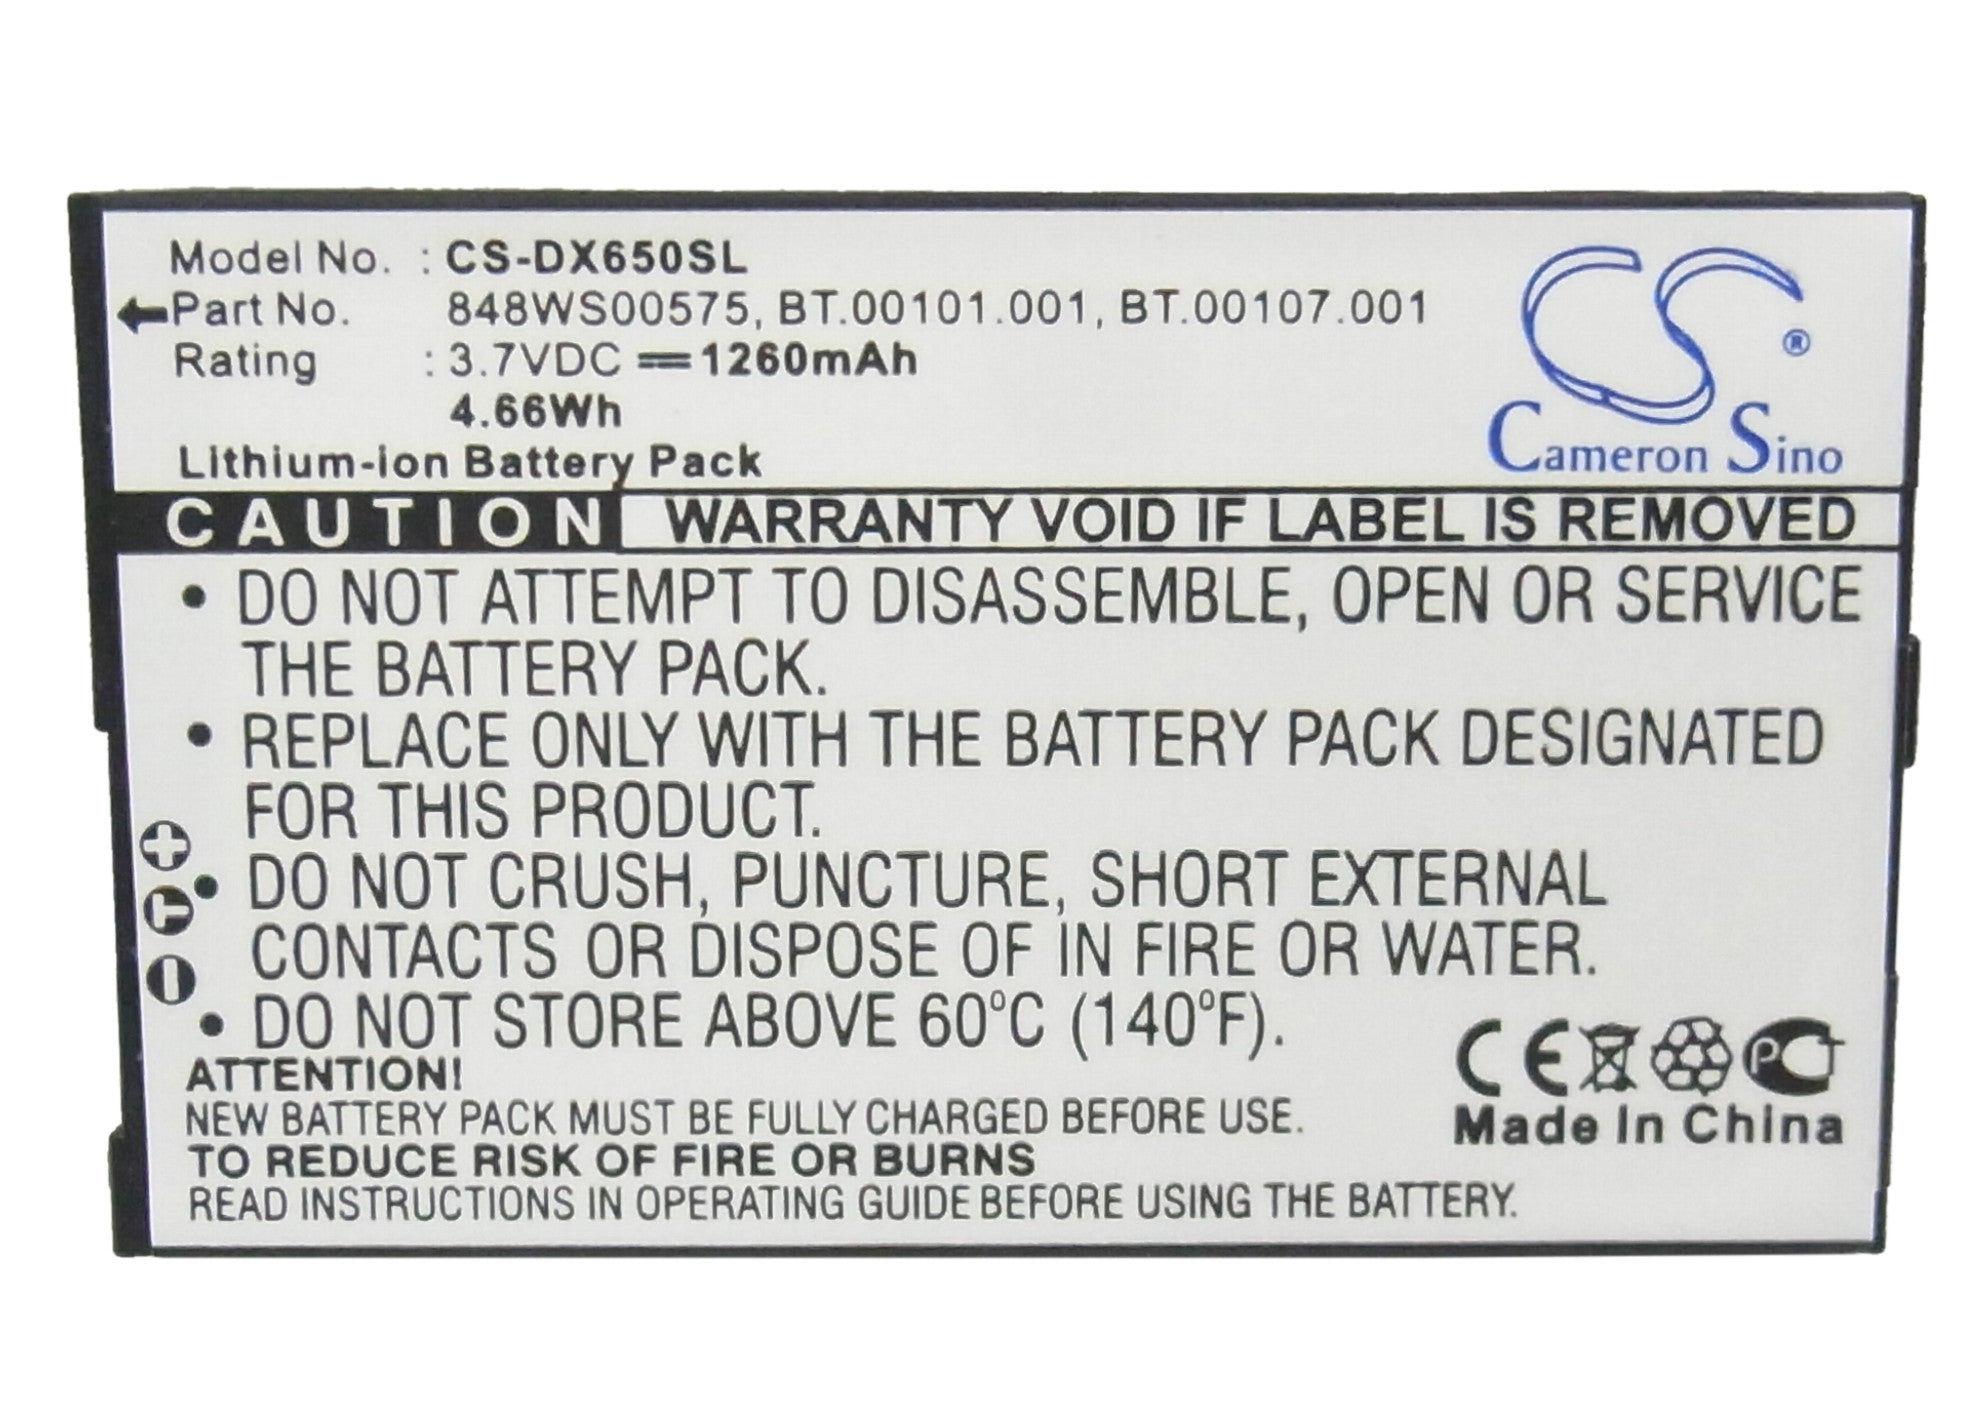 Model No. : CS-DX650SL
Part No. 848WS00575, BT.00101.001, BT.00107.001
Rating : 3.7VDC ⎓ 1260mAh
4.66Wh
Lithium-ion Battery Pack
CS®
Cameron Sino
CAUTION WARRANTY VOID IF LABEL IS REMOVED
• DO NOT ATTEMPT TO DISASSEMBLE, OPEN OR SERVICE
THE BATTERY PACK.
• REPLACE ONLY WITH THE BATTERY PACK DESIGNATED
FOR THIS PRODUCT.
• DO NOT CRUSH, PUNCTURE, SHORT EXTERNAL
CONTACTS OR DISPOSE OF IN FIRE OR WATER.
• DO NOT STORE ABOVE 60°C (140°F).
+
T
-
ATTENTION!
NEW BATTERY PACK MUST BE FULLY CHARGED BEFORE USE.
TO REDUCE RISK OF FIRE OR BURNS
READ INSTRUCTIONS IN OPERATING GUIDE BEFORE USING THE BATTERY.
CE PCT
Made In China